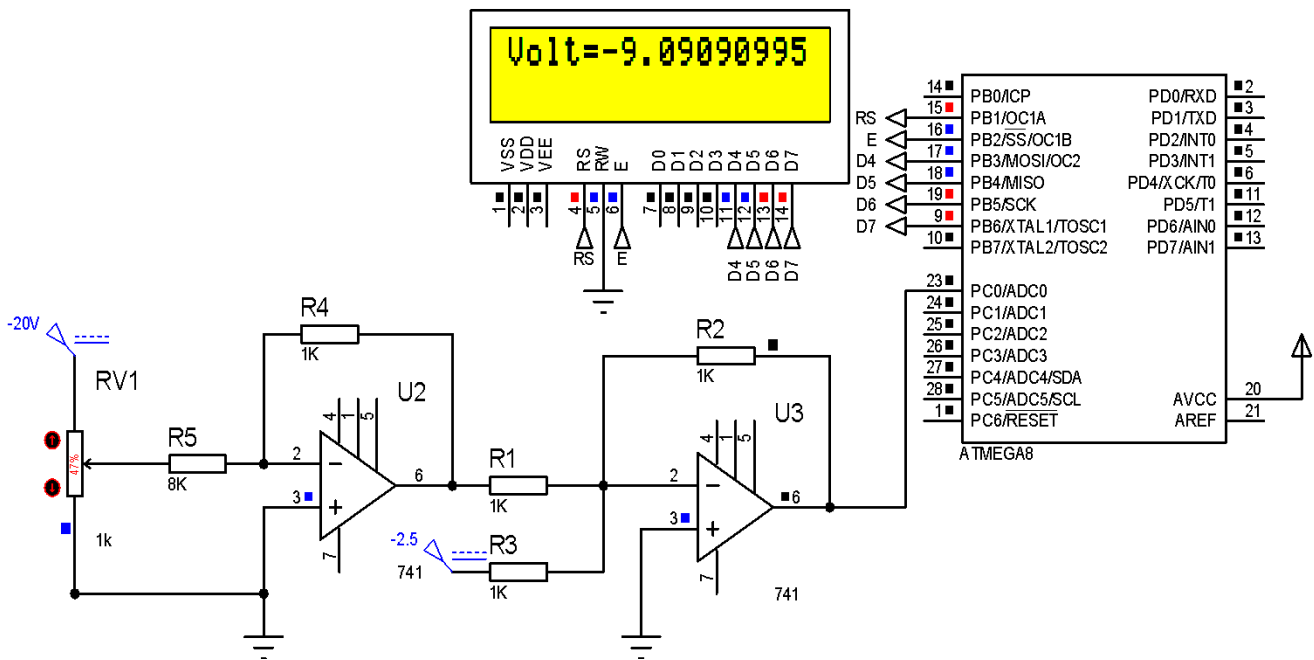 Volt=-9.09090995
VSS VDD VEE RS RW E D0 D1 D2 D3 D4 D5 D6 D7
1 2 3 4 5 6 7 8 9 10 11 12 13 14
RS E D4 D5 D6 D7
RS
E
D4
D5
D6
D7
14 PB0/ICP PD0/RXD 2
15 PB1/OC1A PD1/TXD 3
16 PB2/SS/OC1B PD2/INT0 4
17 PB3/MOSI/OC2 PD3/INT1 5
18 PB4/MISO PD4/XCK/T0 6
19 PB5/SCK PD5/T1 11
9 PB6/XTAL1/TOSC1 PD6/AIN0 12
10 PB7/XTAL2/TOSC2 PD7/AIN1 13
23 PC0/ADC0
24 PC1/ADC1
25 PC2/ADC2
26 PC3/ADC3
27 PC4/ADC4/SDA
28 PC5/ADC5/SCL AVCC 20
1 PC6/RESET AREF 21
ATMEGA8
-20V
RV1
47%
1k
R5
8K
R4
1K
U2
4 1 5
2
3
6
7
741
R1
1K
-2.5
R3
1K
R2
1K
U3
4 1 5
2
3
6
7
741